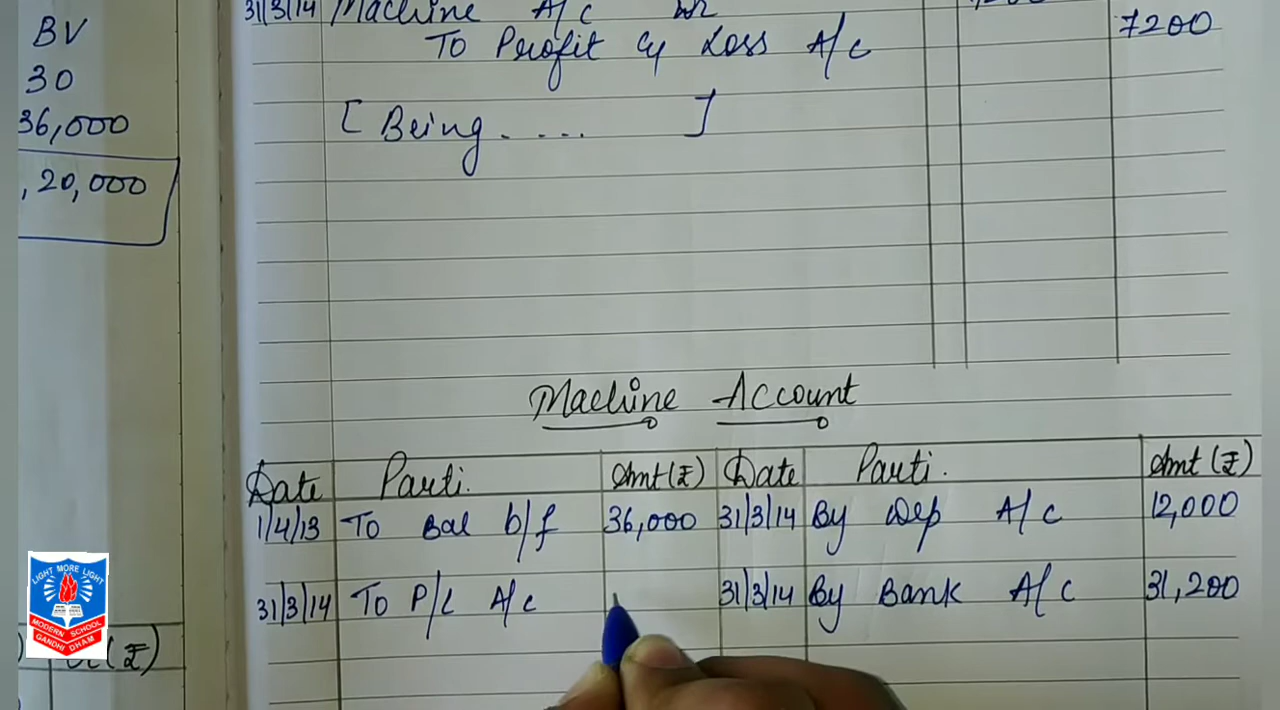 BV
30
36,000
,20,000
31/3/14 Machine A/c Dr
To Profit & Loss A/c 7200
[Being.....]
Machine Account
Date Parti. Amt(₹) Date Parti. Amt(₹)
1/4/13 To Bal b/f 36,000 31/3/14 By Dep A/c 12,000
31/3/14 To P/L A/c 31/3/14 By Bank A/c 31,200
LIGHT MORE LIGHT
MODERN SCHOOL
GANDHI DHAM
(₹)